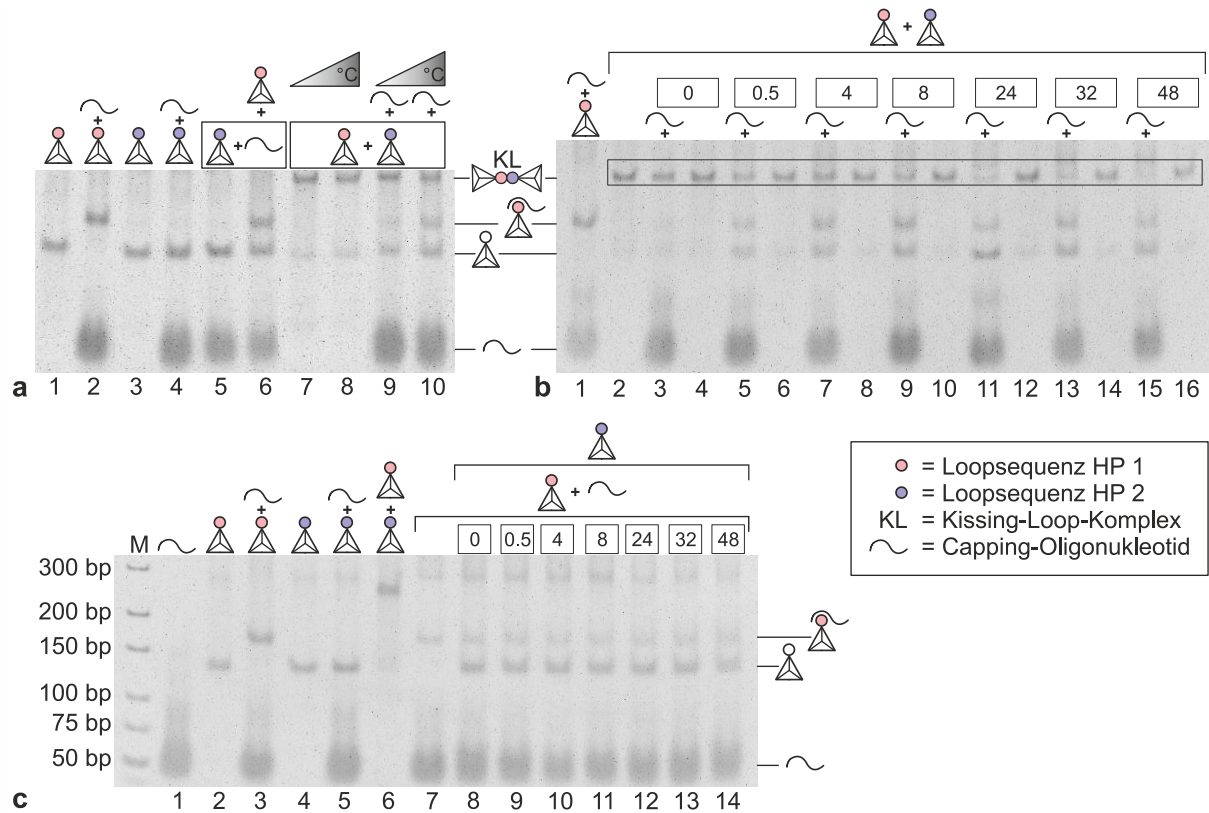 °C °C
+ + + +
+ + +
KL
a
1 2 3 4 5 6 7 8 9 10
+
+ 0 0.5 4 8 24 32 48
+ + + + + + +
b
1 2 3 4 5 6 7 8 9 10 11 12 13 14 15 16
+
+ + +
M 0 0.5 4 8 24 32 48
300 bp
200 bp
150 bp
100 bp
75 bp
50 bp
c
1 2 3 4 5 6 7 8 9 10 11 12 13 14
= Loopsequenz HP 1
= Loopsequenz HP 2
KL = Kissing-Loop-Komplex
= Capping-Oligonukleotid